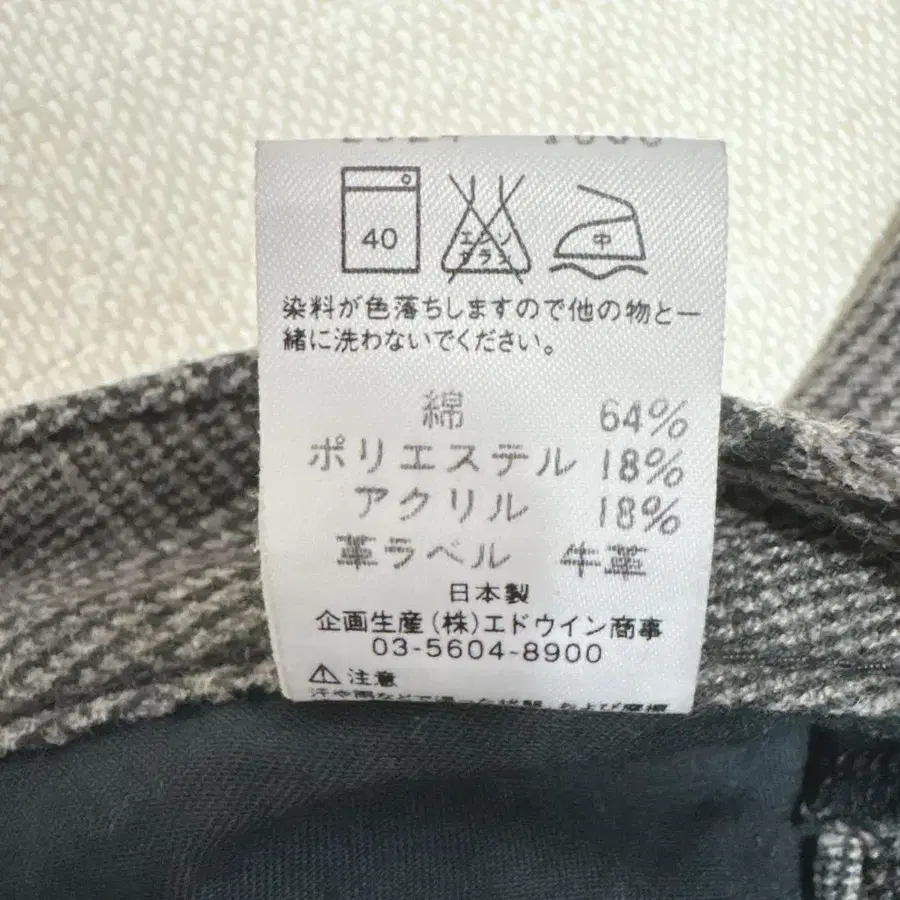 40
エンソ
サラシ
中
染料が色落ちしますので他の物と一
緒に洗わないでください。
綿 64%
ポリエステル 18%
アクリル 18%
革ラベル 牛革
日本製
企画生産(株)エドウイン商事
03-5604-8900
⚠注意